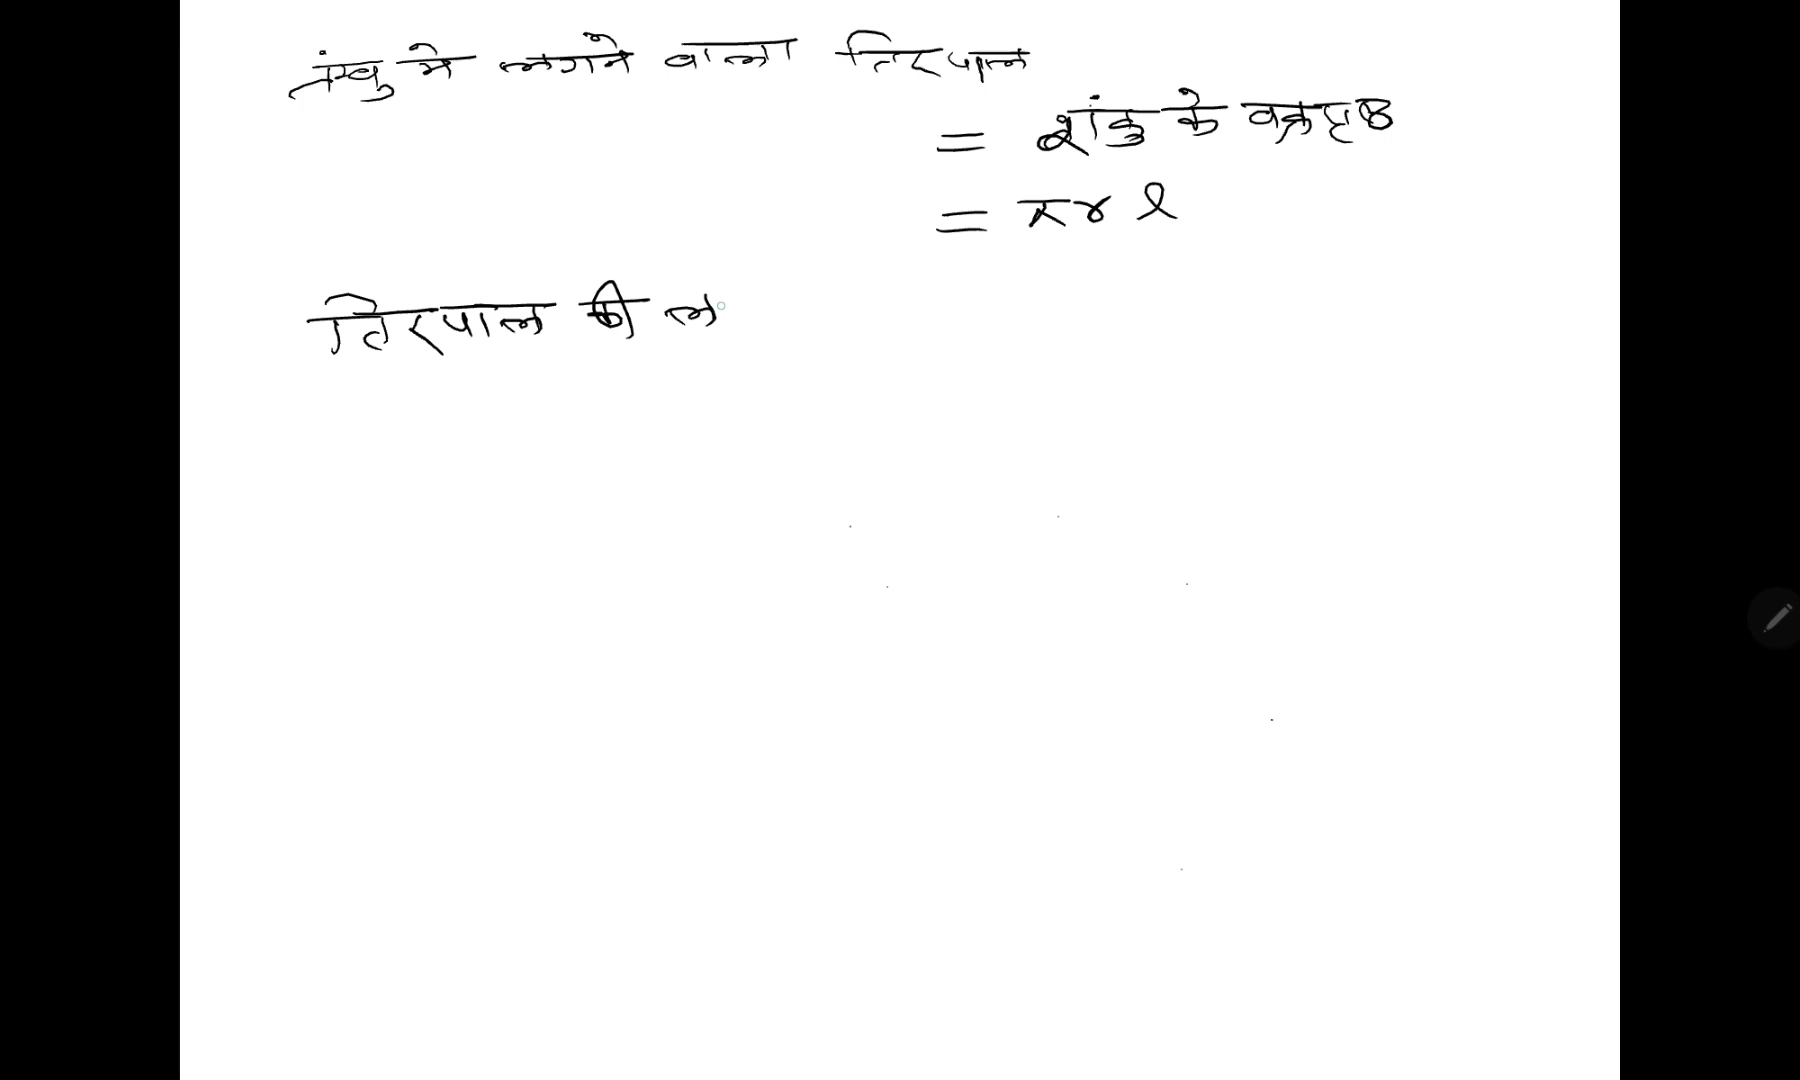 तम्बु मे लगने वाला तिरपाल
= शंकु के वक्रपृष्ठ
= πrl
तिरपाल की ल